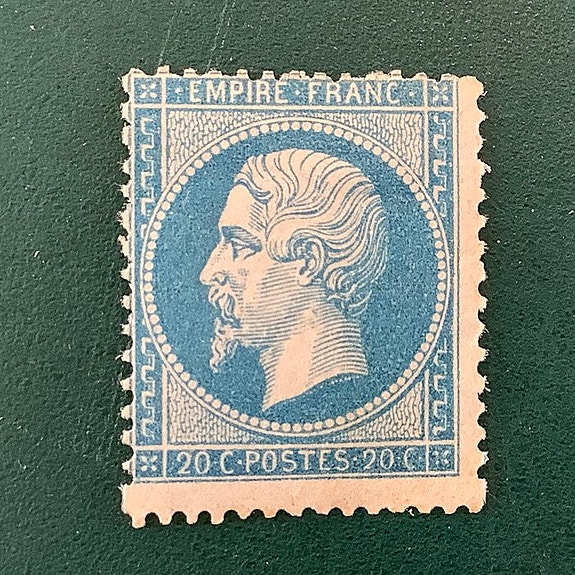 · EMPIRE · FRANC ·
20 C · POSTES · 20 C